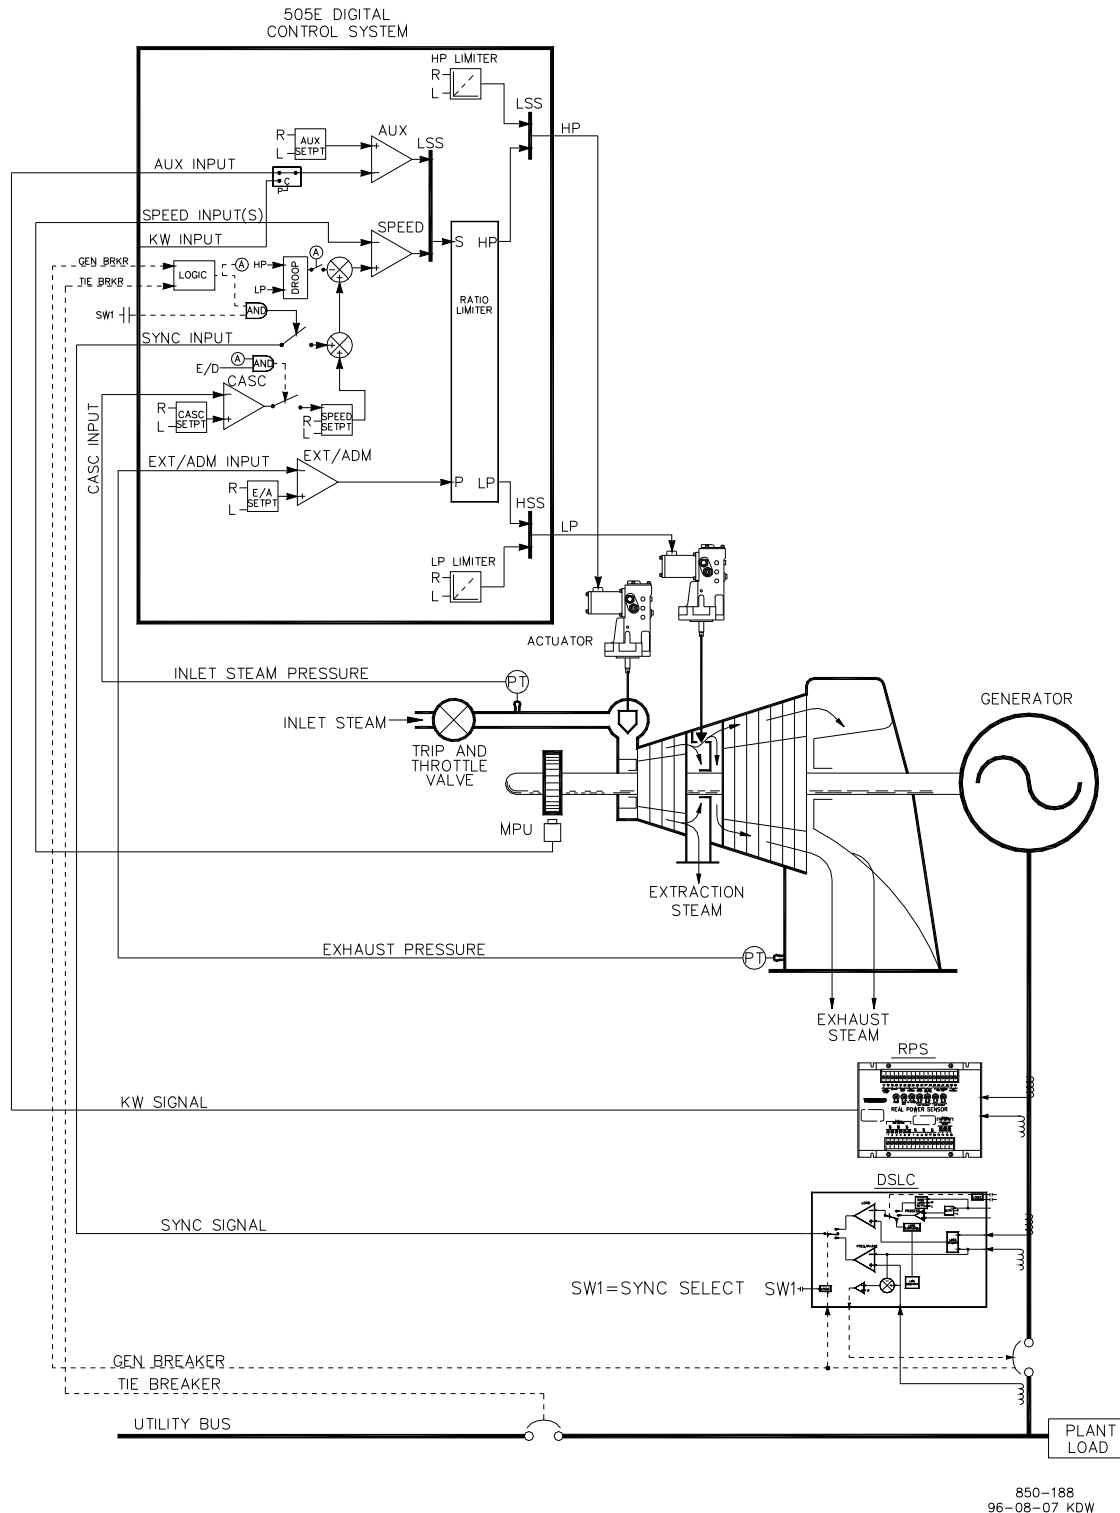 505E DIGITAL
CONTROL SYSTEM
HP LIMITER
R
L
LSS
HP
AUX
R
AUX
SETPT
L
LSS
AUX INPUT
C
P
SPEED INPUT(S)
SPEED
KW INPUT
S HP
GEN BRKR
LOGIC
A
HP
DROOP
A
TIE BRKR
LP
RATIO
LIMITER
SW1
AND
SYNC INPUT
A
E/D
AND
CASC
CASC INPUT
R
CASC
SETPT
L
R
SPEED
SETPT
L
EXT/ADM INPUT
EXT/ADM
R
E/A
SETPT
L
P LP
HSS
LP
LP LIMITER
R
L
ACTUATOR
INLET STEAM PRESSURE
PT
INLET STEAM
TRIP AND
THROTTLE
VALVE
GENERATOR
MPU
EXTRACTION
STEAM
EXHAUST PRESSURE
PT
EXHAUST
STEAM
RPS
REAL POWER SENSOR
KW SIGNAL
DSLC
SYNC SIGNAL
SW1=SYNC SELECT
SW1
GEN BREAKER
TIE BREAKER
UTILITY BUS
PLANT
LOAD
850-188
96-08-07 KDW